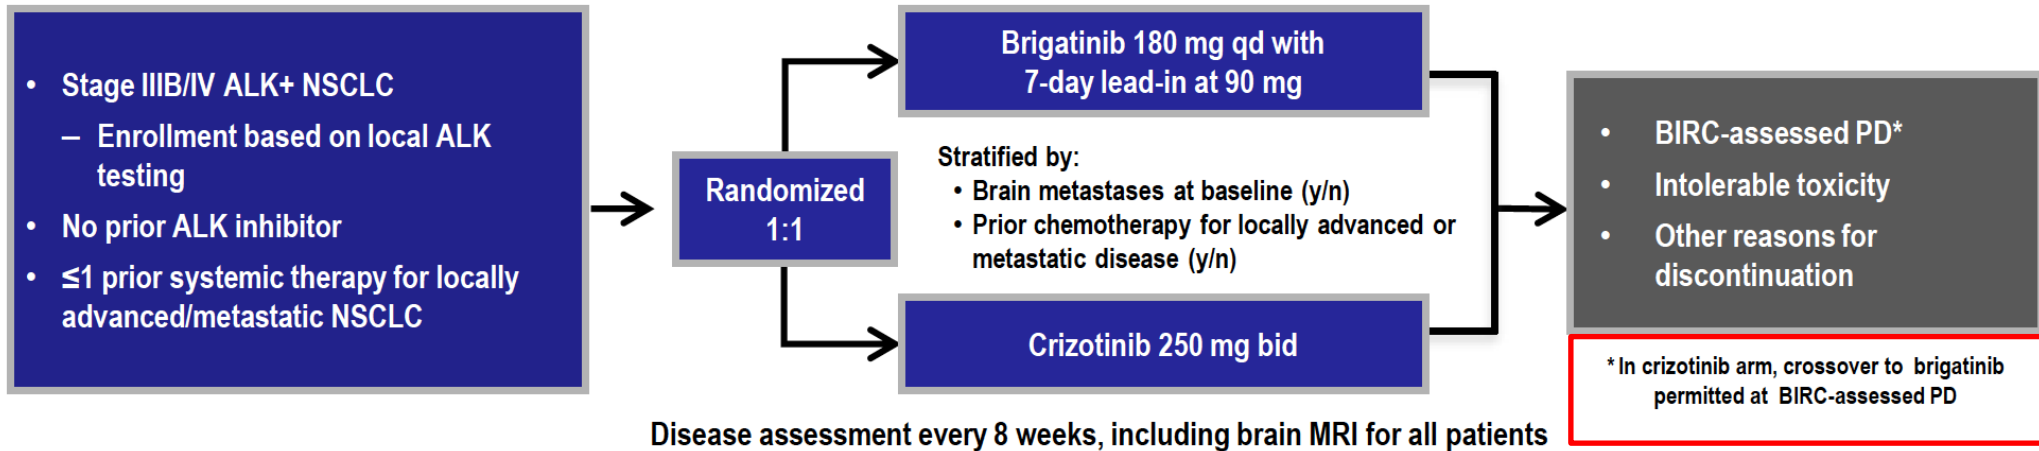 • Stage IIIB/IV ALK+ NSCLC
– Enrollment based on local ALK
testing
• No prior ALK inhibitor
• ≤1 prior systemic therapy for locally
advanced/metastatic NSCLC
Randomized
1:1
Brigatinib 180 mg qd with
7-day lead-in at 90 mg
Stratified by:
• Brain metastases at baseline (y/n)
• Prior chemotherapy for locally advanced or
metastatic disease (y/n)
Crizotinib 250 mg bid
• BIRC-assessed PD*
• Intolerable toxicity
• Other reasons for
discontinuation
* In crizotinib arm, crossover to brigatinib
permitted at BIRC-assessed PD
Disease assessment every 8 weeks, including brain MRI for all patients